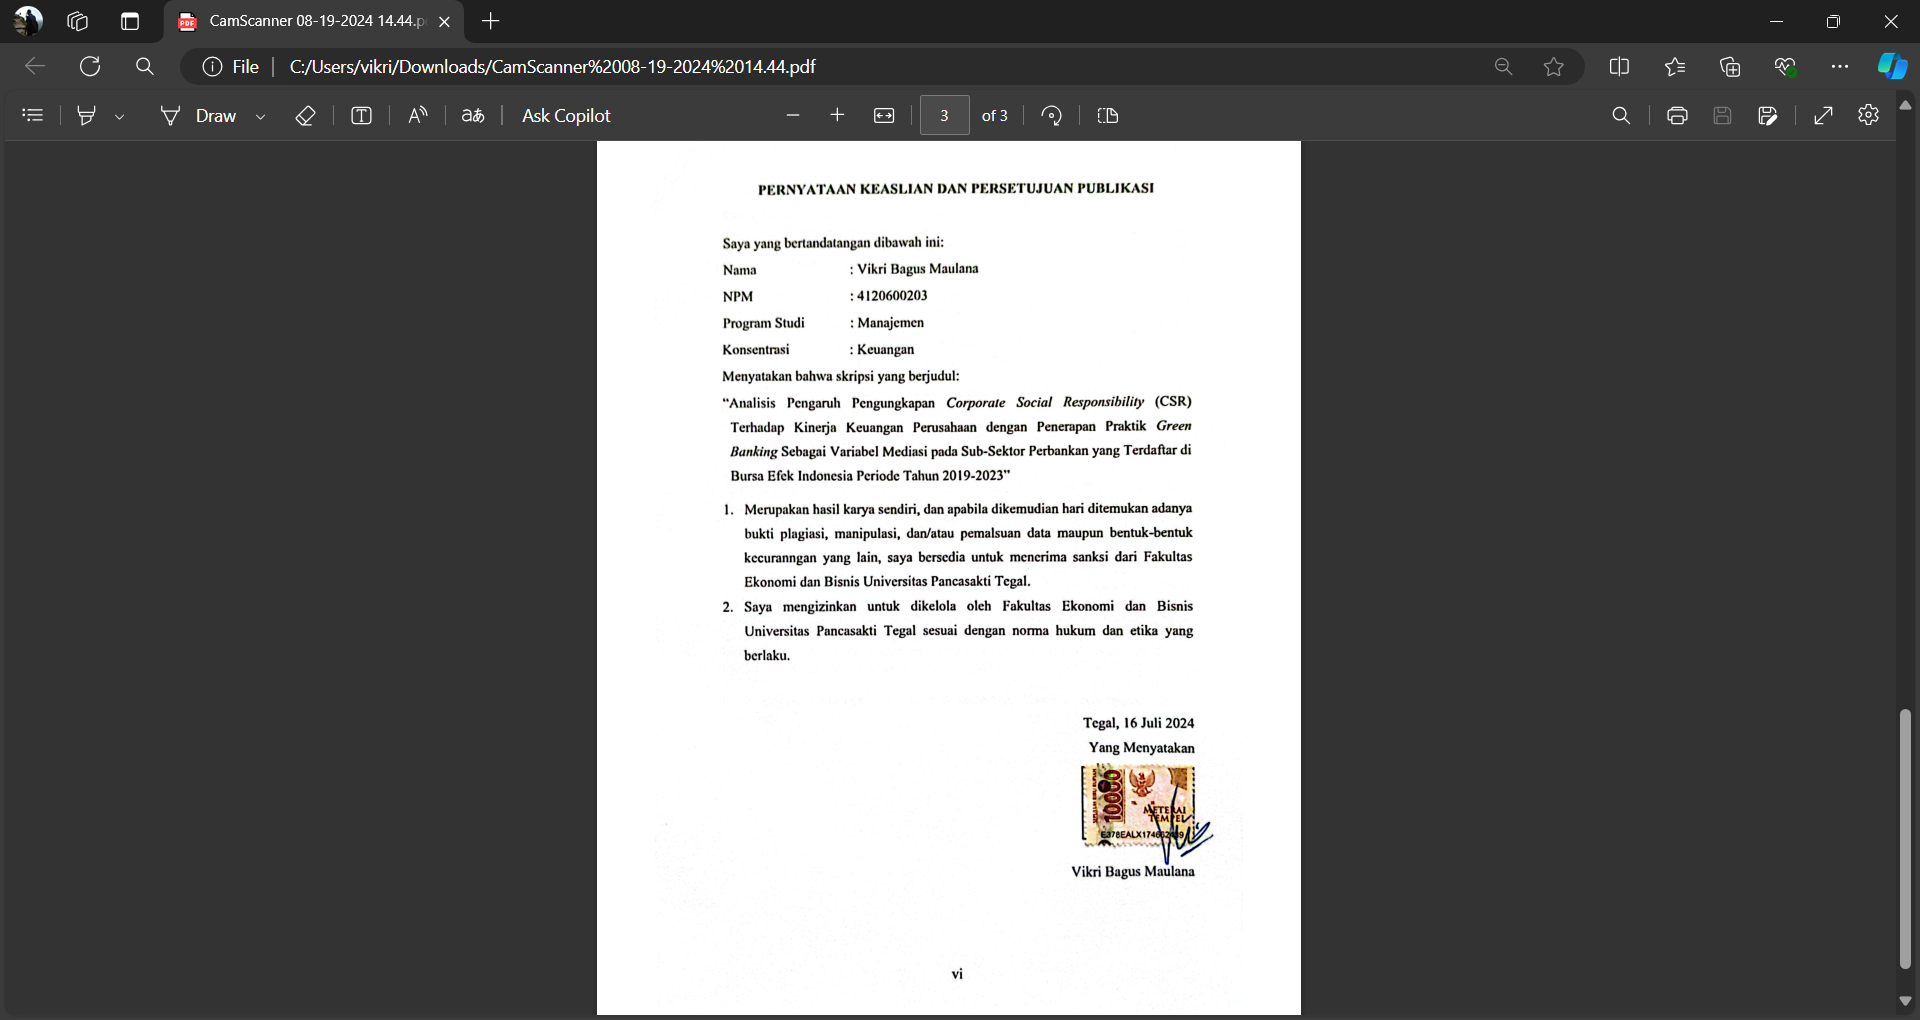 CamScanner 08-19-2024 14.44.p
File
C:/Users/vikri/Downloads/CamScanner%2008-19-2024%2014.44.pdf
Draw
Ask Copilot
3 of 3
PERNYATAAN KEASLIAN DAN PERSETUJUAN PUBLIKASI
Saya yang bertandatangan dibawah ini:
Nama : Vikri Bagus Maulana
NPM : 4120600203
Program Studi : Manajemen
Konsentrasi : Keuangan
Menyatakan bahwa skripsi yang berjudul:
“Analisis Pengaruh Pengungkapan Corporate Social Responsibility (CSR)
Terhadap Kinerja Keuangan Perusahaan dengan Penerapan Praktik Green
Banking Sebagai Variabel Mediasi pada Sub-Sektor Perbankan yang Terdaftar di
Bursa Efek Indonesia Periode Tahun 2019-2023”
1. Merupakan hasil karya sendiri, dan apabila dikemudian hari ditemukan adanya
bukti plagiasi, manipulasi, dan/atau pemalsuan data maupun bentuk-bentuk
kecuranngan yang lain, saya bersedia untuk menerima sanksi dari Fakultas
Ekonomi dan Bisnis Universitas Pancasakti Tegal.
2. Saya mengizinkan untuk dikelola oleh Fakultas Ekonomi dan Bisnis
Universitas Pancasakti Tegal sesuai dengan norma hukum dan etika yang
berlaku.
Tegal, 16 Juli 2024
Yang Menyatakan
10000
METERAI
TEMPEL
Vikri Bagus Maulana
vi